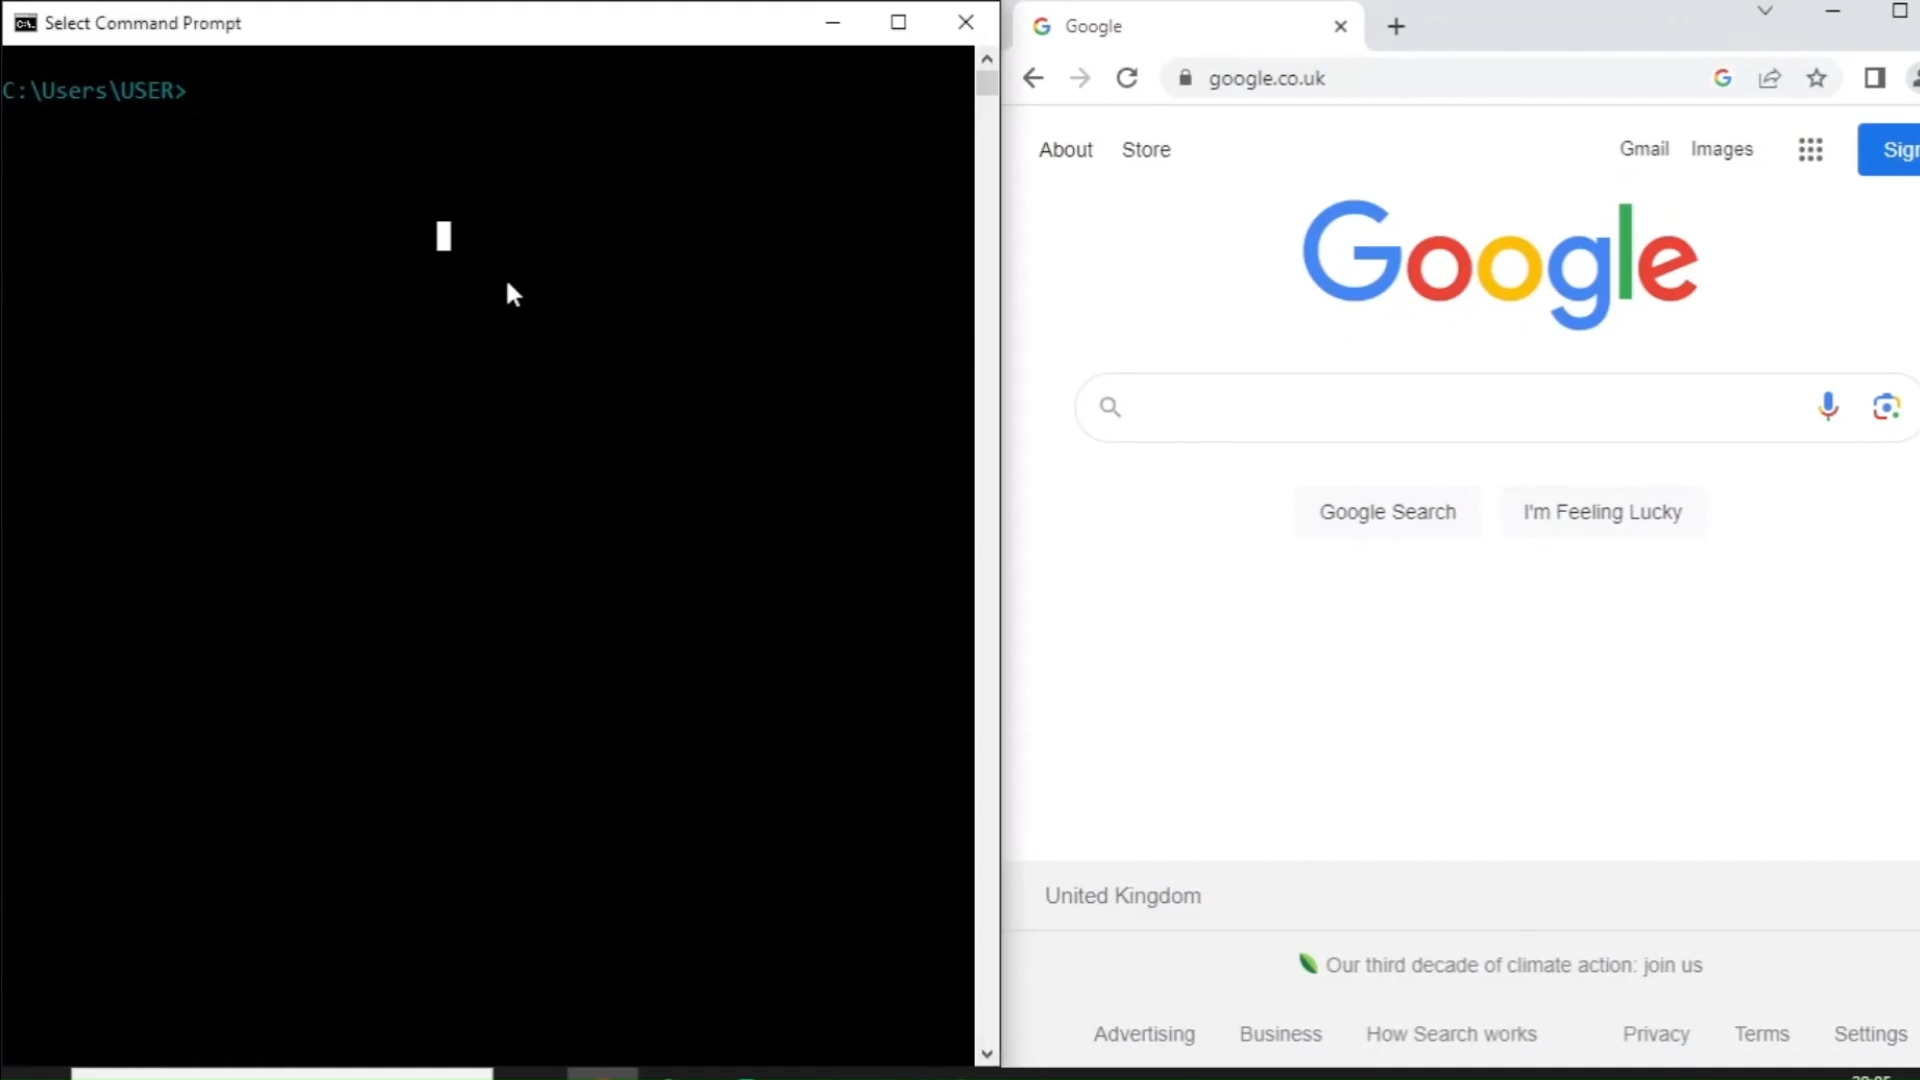 Select Command Prompt
C:\Users\USER>
Google
google.co.uk
About Store
Gmail Images
Google
Google Search I'm Feeling Lucky
United Kingdom
Our third decade of climate action: join us
Advertising Business How Search works Privacy Terms Settings